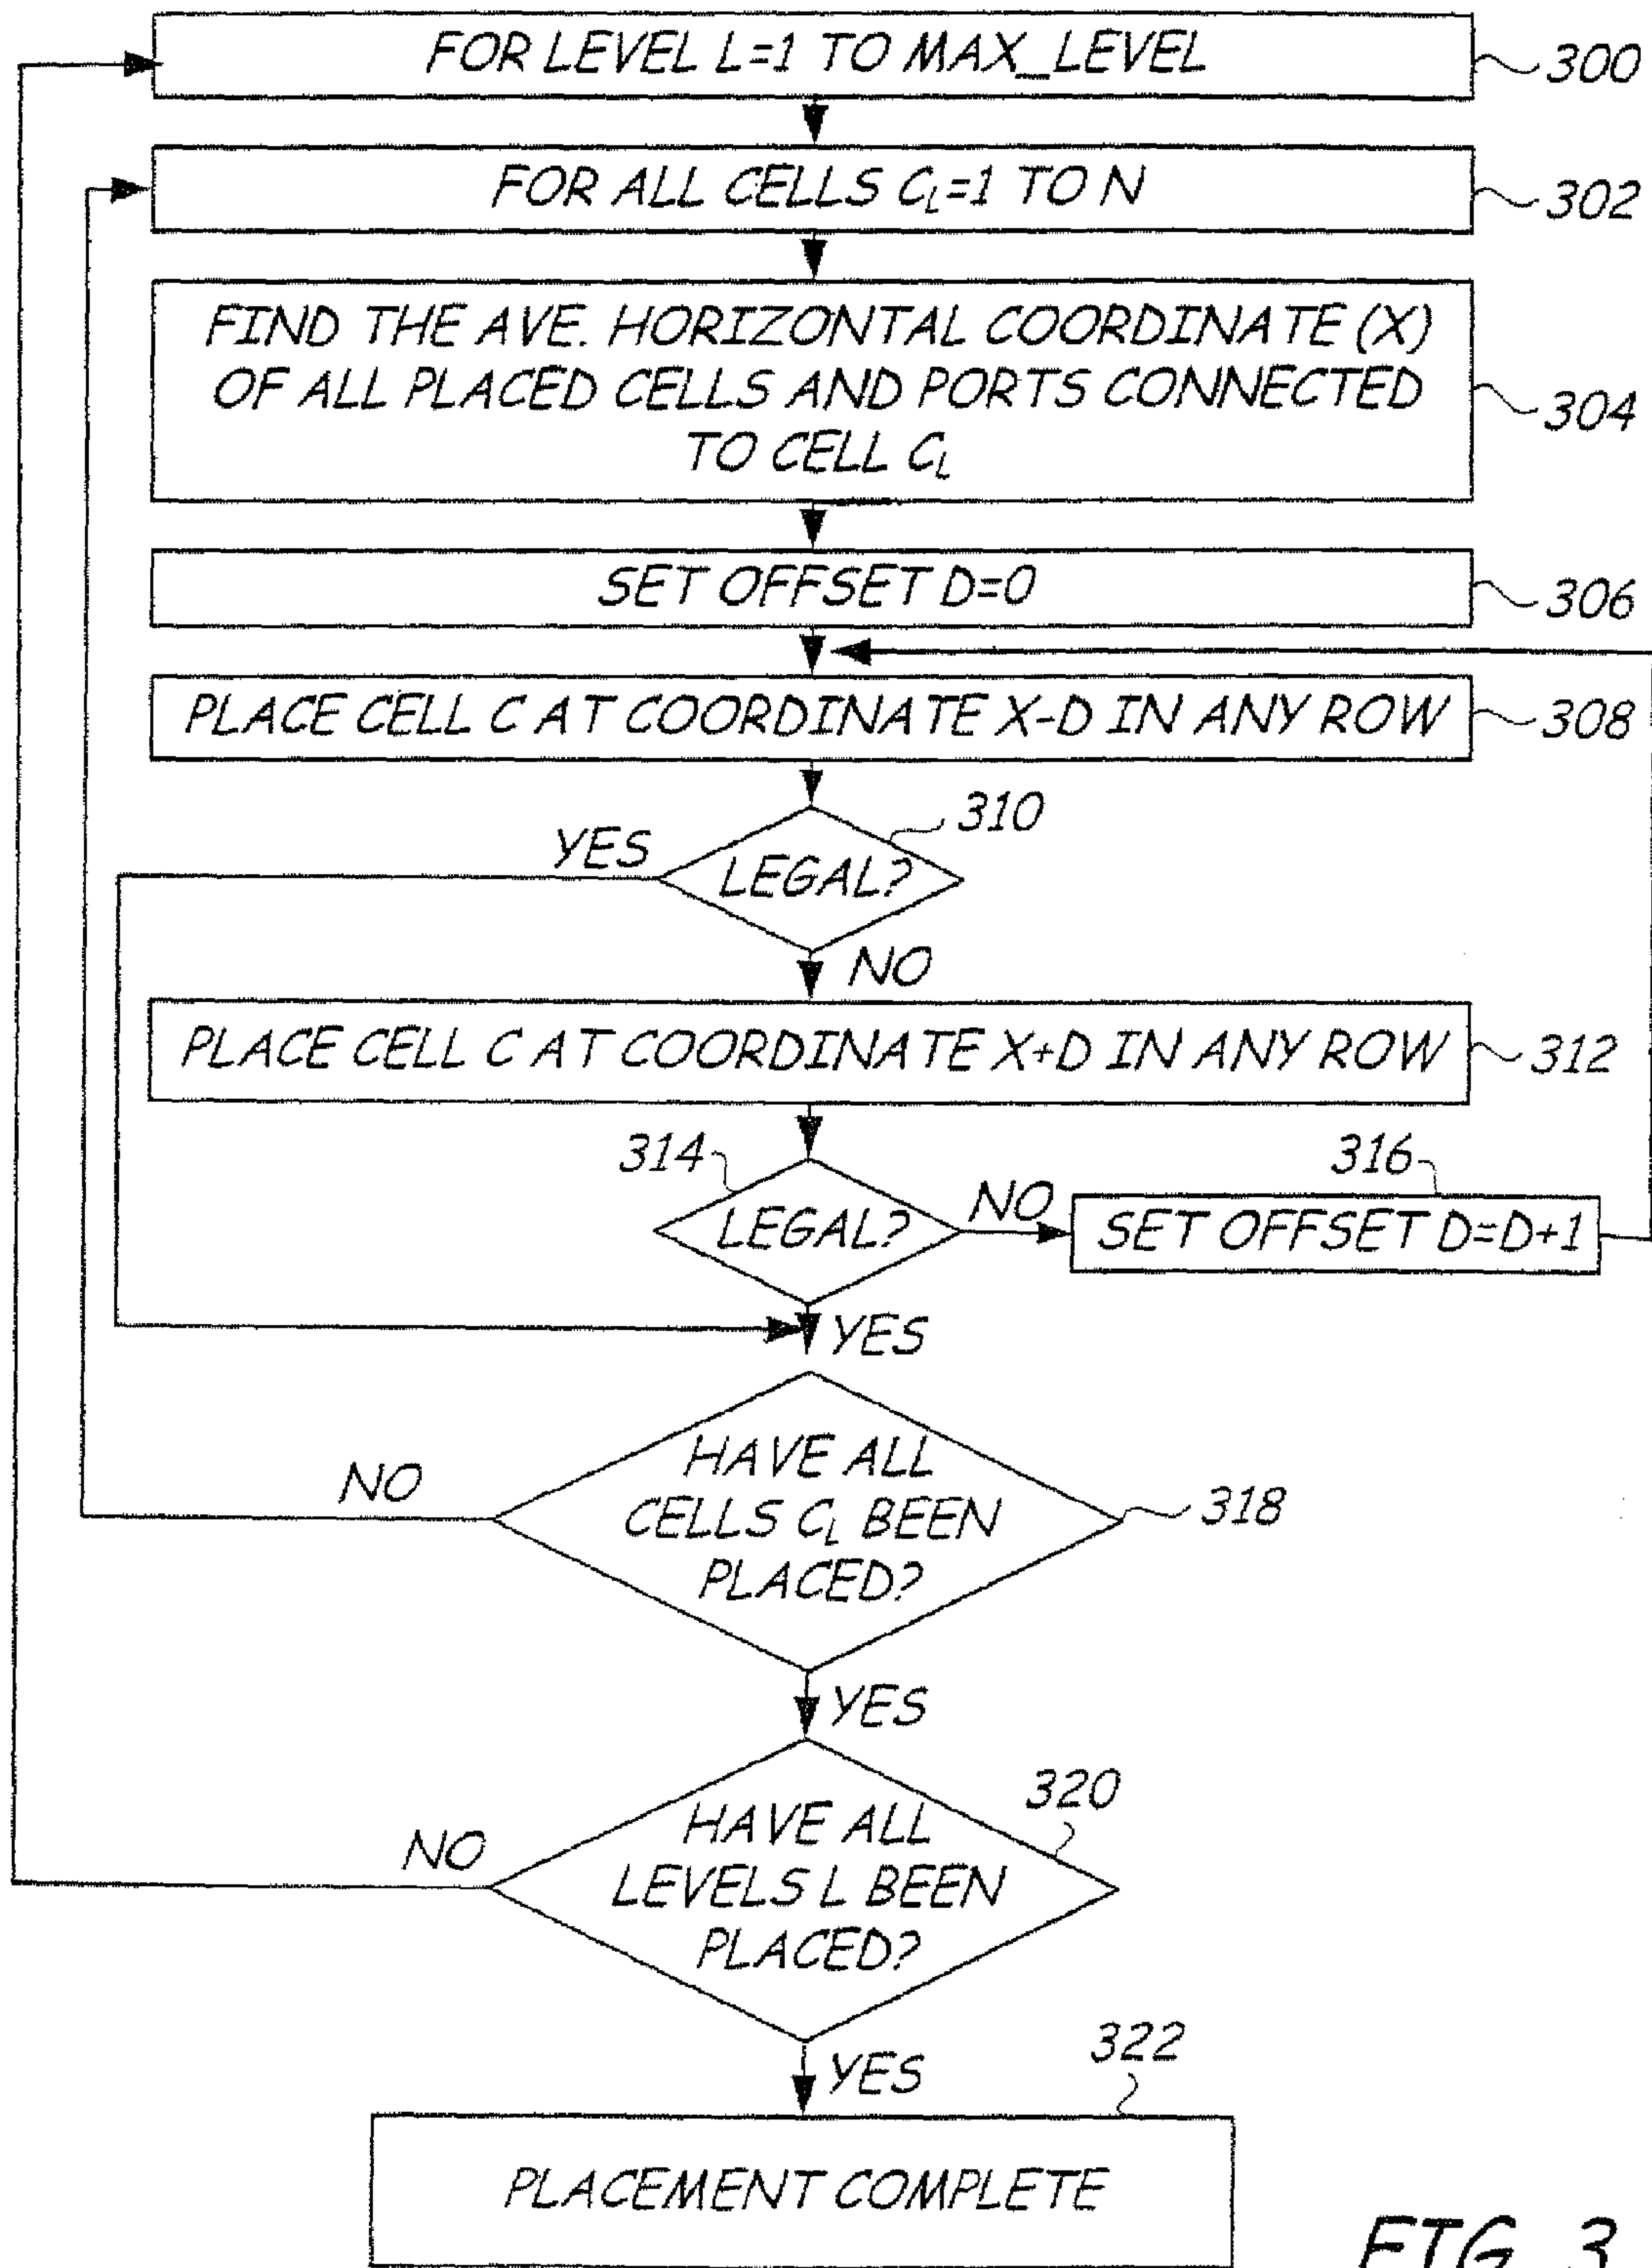 FOR LEVEL L=1 TO MAX_LEVEL
300
FOR ALL CELLS CL=1 TO N
302
FIND THE AVE. HORIZONTAL COORDINATE (X)
OF ALL PLACED CELLS AND PORTS CONNECTED
TO CELL CL
304
SET OFFSET D=0
306
PLACE CELL C AT COORDINATE X-D IN ANY ROW
308
310
YES
LEGAL?
NO
PLACE CELL C AT COORDINATE X+D IN ANY ROW
312
314
LEGAL?
NO
316
SET OFFSET D=D+1
YES
HAVE ALL
CELLS CL BEEN
PLACED?
NO
318
YES
320
HAVE ALL
LEVELS L BEEN
PLACED?
NO
YES
322
PLACEMENT COMPLETE
FIG. 3